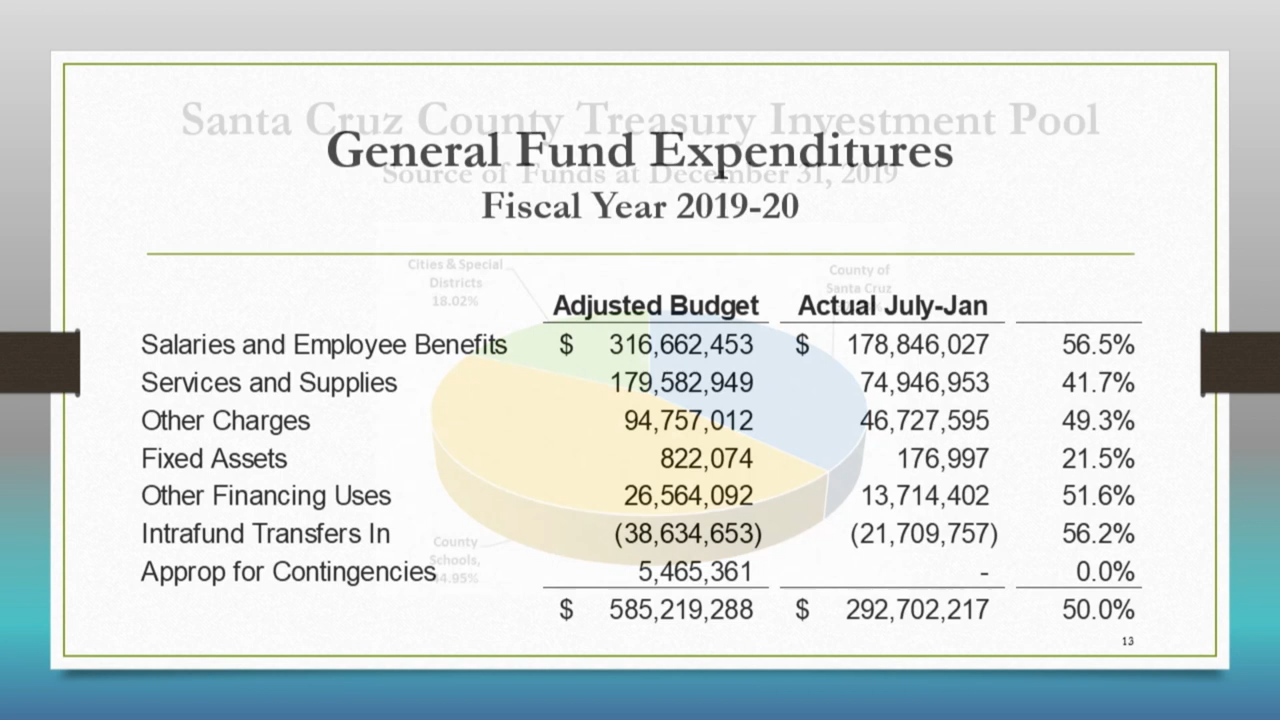 Santa Cruz County Treasury Investment Pool
General Fund Expenditures
Source of Funds at December 31, 2019
Fiscal Year 2019-20
Cities & Special
Districts
18.02%
County of
Santa Cruz
Adjusted Budget Actual July-Jan
Salaries and Employee Benefits $ 316,662,453 $ 178,846,027 56.5%
Services and Supplies 179,582,949 74,946,953 41.7%
Other Charges 94,757,012 46,727,595 49.3%
Fixed Assets 822,074 176,997 21.5%
Other Financing Uses 26,564,092 13,714,402 51.6%
Intrafund Transfers In (38,634,653) (21,709,757) 56.2%
County
Schools,
Approp for Contingencies 5,465,361 - 0.0%
$ 585,219,288 $ 292,702,217 50.0%
13